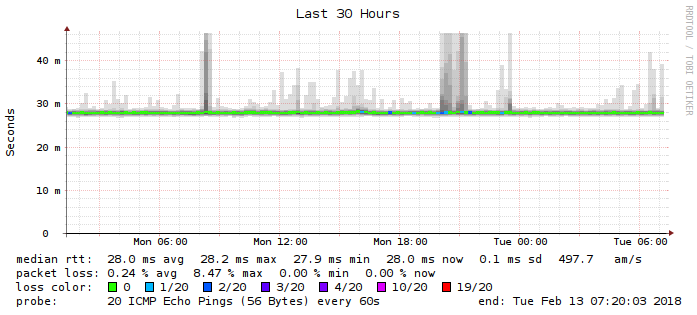 Last 30 Hours
RRDTOOL / TOBI OETIKER
Seconds
40 m
30 m
20 m
10 m
0
Mon 06:00 Mon 12:00 Mon 18:00 Tue 00:00 Tue 06:00
median rtt: 28.0 ms avg 28.2 ms max 27.9 ms min 28.0 ms now 0.1 ms sd 497.7 am/s
packet loss: 0.24 % avg 8.47 % max 0.00 % min 0.00 % now
loss color: 0 1/20 2/20 3/20 4/20 10/20 19/20
probe: 20 ICMP Echo Pings (56 Bytes) every 60s end: Tue Feb 13 07:20:03 2018